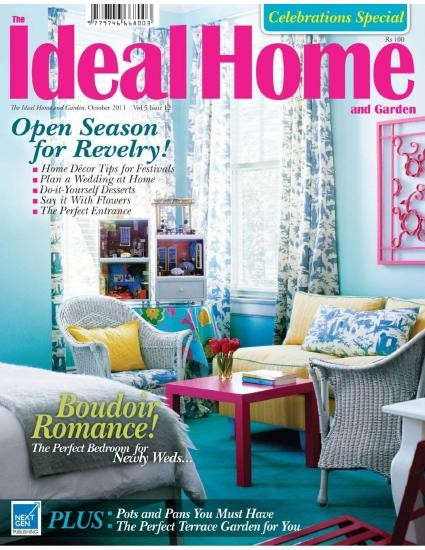 Celebrations Special
The
Ideal Home
and Garden
Rs 100
The Ideal Home and Garden, October 2011 Vol 5 Issue 12
Open Season
for Revelry!
Home Décor Tips for Festivals
Plan a Wedding at Home
Do-it-Yourself Desserts
Say it With Flowers
The Perfect Entrance
Boudoir
Romance!
The Perfect Bedroom for
Newly Weds...
NEXT
GEN
PUBLISHING
PLUS: Pots and Pans You Must Have
The Perfect Terrace Garden for You